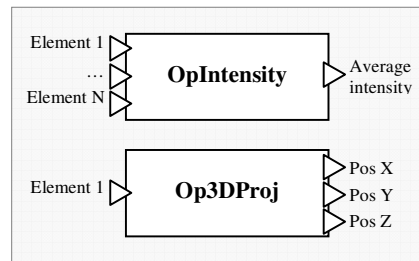 Element 1
...
Element N
OpIntensity
Average
intensity
Element 1
Op3DProj
Pos X
Pos Y
Pos Z